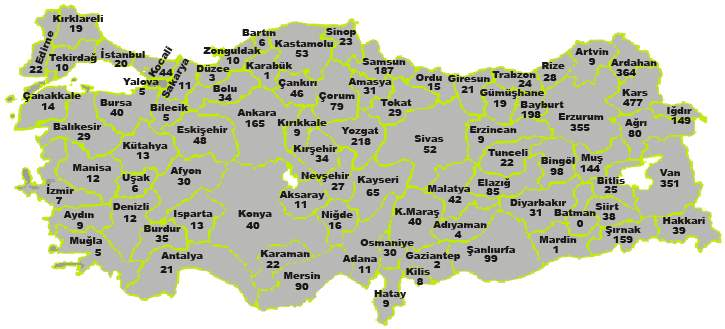 Kırklareli
19
Edirne
22
Tekirdağ
10
İstanbul
20
Kocaeli
44
Sakarya
11
Yalova
5
Çanakkale
14
Bursa
40
Bilecik
5
Balıkesir
29
Kütahya
13
Eskişehir
48
Manisa
12
Uşak
6
Afyon
30
İzmir
7
Aydın
9
Denizli
12
Muğla
5
Burdur
35
Isparta
13
Antalya
21
Bartın
6
Zonguldak
10
Düzce
3
Bolu
34
Karabük
1
Kastamonu
53
Sinop
23
Çankırı
46
Çorum
79
Samsun
187
Amasya
31
Tokat
29
Ordu
15
Giresun
21
Ankara
165
Kırıkkale
9
Yozgat
218
Kırşehir
34
Sivas
52
Nevşehir
27
Kayseri
65
Aksaray
11
Niğde
16
Konya
40
Karaman
22
Mersin
90
Adana
11
Osmaniye
30
Hatay
9
Kilis
8
Gaziantep
2
K.Maraş
40
Adıyaman
4
Şanlıurfa
99
Malatya
42
Elazığ
85
Tunceli
22
Erzincan
9
Gümüşhane
19
Trabzon
24
Bayburt
198
Rize
28
Artvin
9
Ardahan
364
Kars
477
Erzurum
355
Iğdır
149
Ağrı
80
Bingöl
98
Muş
144
Bitlis
25
Van
351
Diyarbakır
31
Batman
0
Siirt
38
Mardin
1
Şırnak
159
Hakkari
39